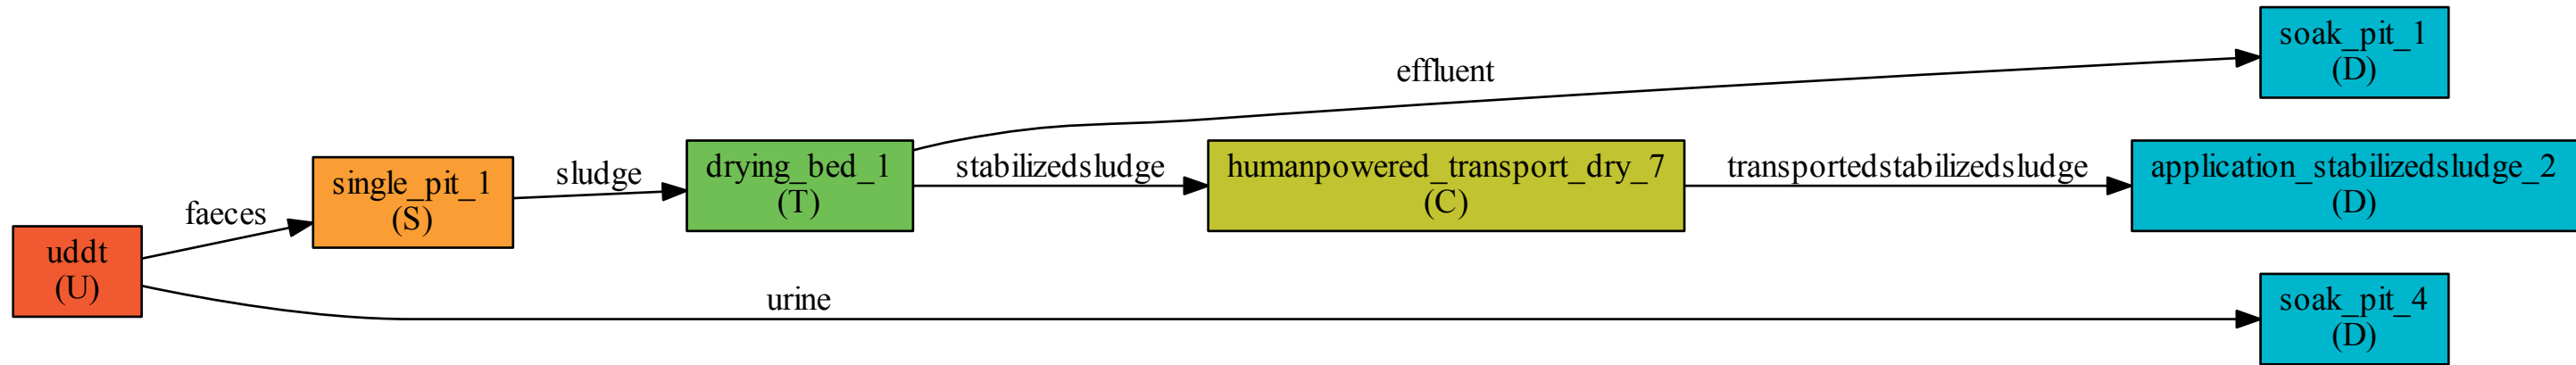 soak_pit_1
(D)
effluent
uddt
(U)
faeces
single_pit_1
(S)
sludge
drying_bed_1
(T)
stabilizedsludge
humanpowered_transport_dry_7
(C)
transportedstabilizedsludge
application_stabilizedsludge_2
(D)
urine
soak_pit_4
(D)